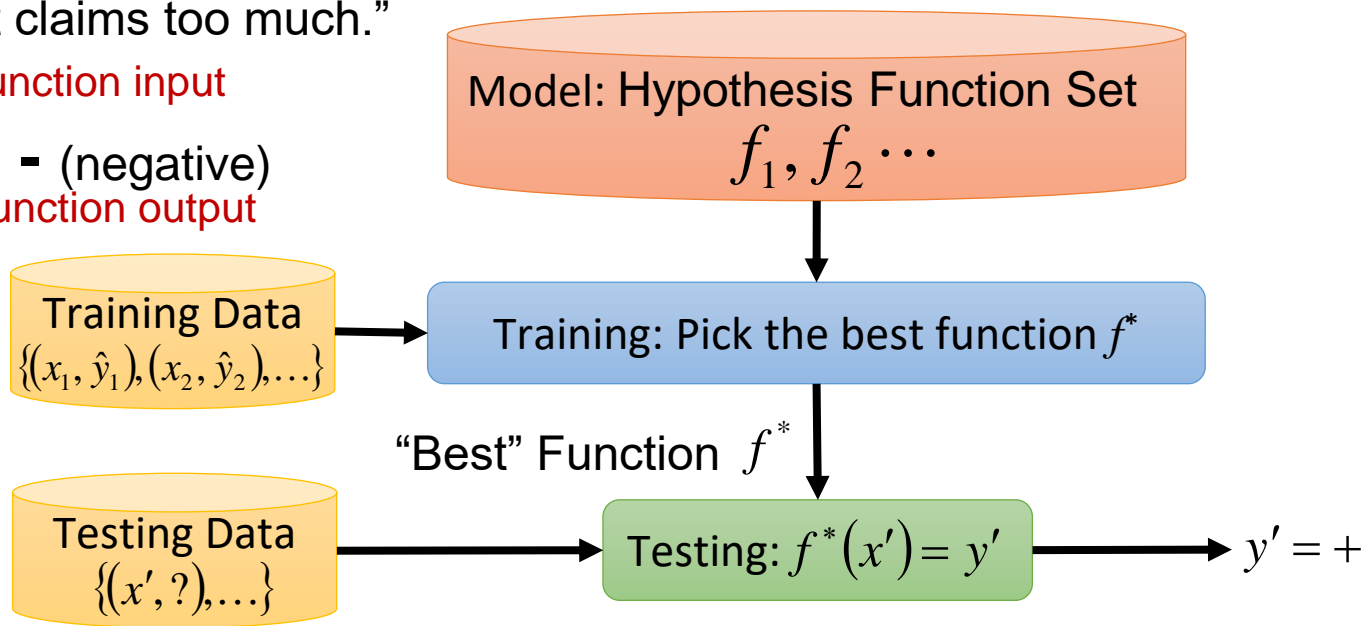 t claims too much.”
unction input
- (negative)
unction output
Model: Hypothesis Function Set
f₁, f₂ ⋯
Training Data
{(x₁, ŷ₁), (x₂, ŷ₂), …}
Training: Pick the best function f*
“Best” Function f*
Testing Data
{(x′, ?), …}
Testing: f*(x′) = y′
y′ = +